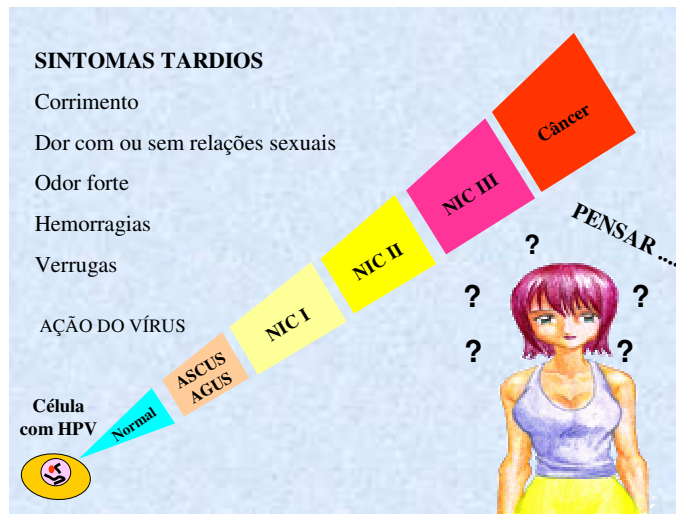 SINTOMAS TARDIOS
Corrimento
Dor com ou sem relações sexuais
Odor forte
Hemorragias
Verrugas
AÇÃO DO VÍRUS
Célula
com HPV
Normal
ASCUS
AGUS
NIC I
NIC II
NIC III
Câncer
PENSAR ....
?
?
?
?
?